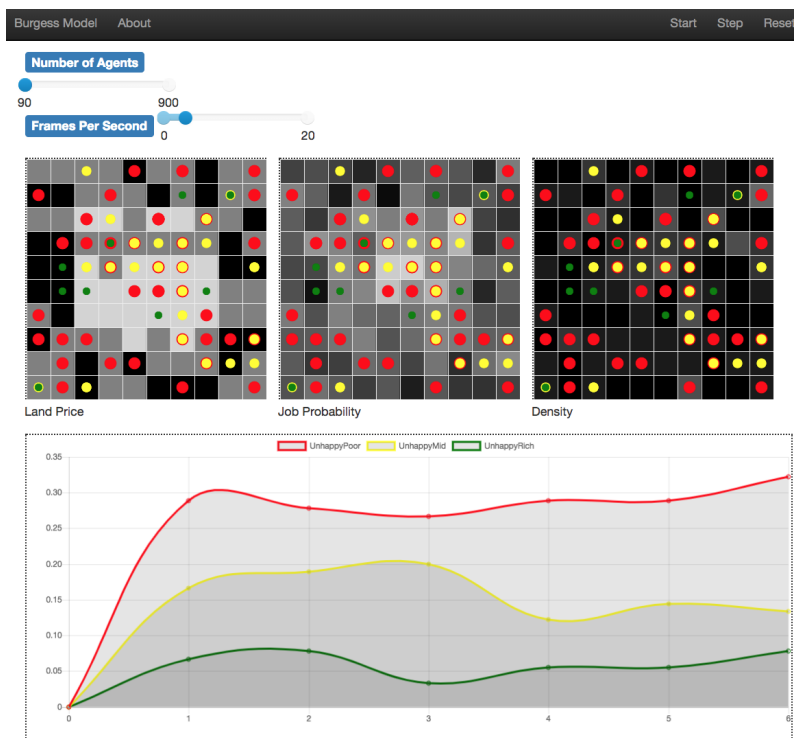 Burgess Model About Start Step Reset
Number of Agents
90 900
Frames Per Second
0 20
Land Price Job Probability Density
UnhappyPoor UnhappyMid UnhappyRich
0.35
0.30
0.25
0.20
0.15
0.10
0.05
0
0 1 2 3 4 5 6